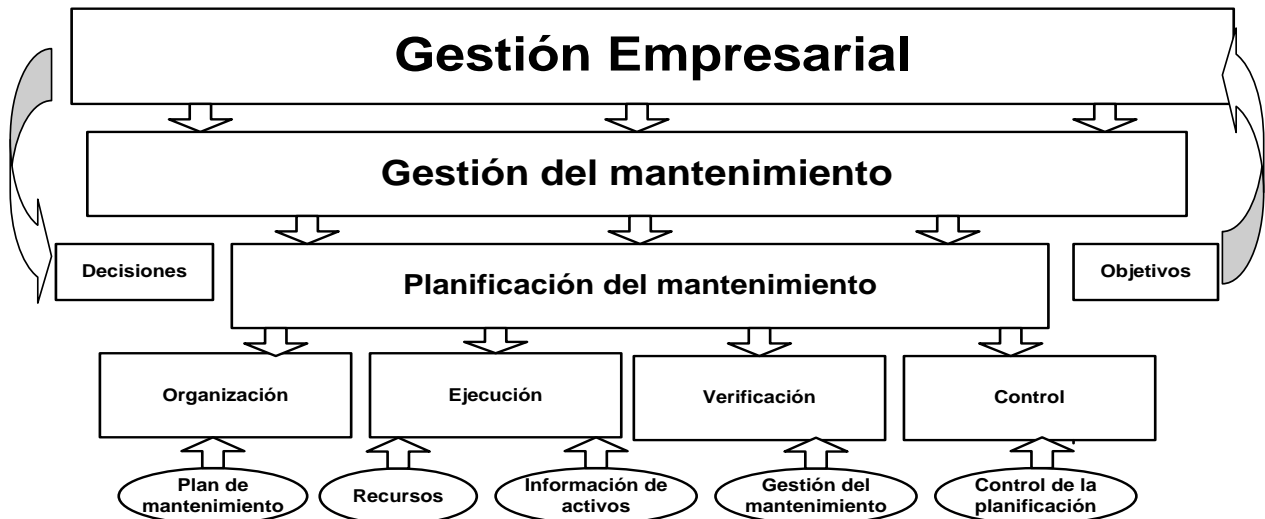 Gestión Empresarial
Gestión del mantenimiento
Decisiones
Planificación del mantenimiento
Objetivos
Organización
Ejecución
Verificación
Control
Plan de
mantenimiento
Recursos
Información de
activos
Gestión del
mantenimiento
Control de la
planificación